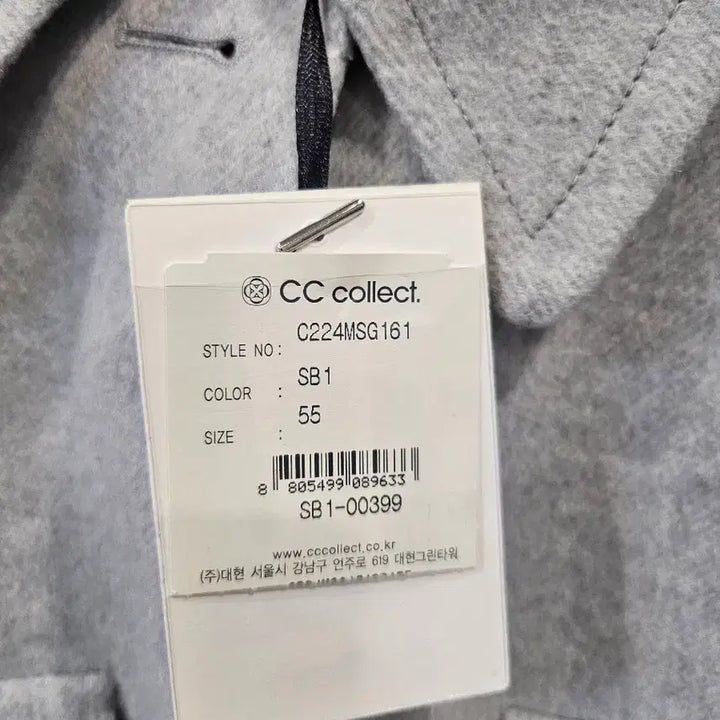 CC collect.
STYLE NO: C224MSG161
COLOR : SB1
SIZE : 55
8 805499 089633
SB1-00399
www.cccollect.co.kr
(주)대현 서울시 강남구 언주로 619 대현그린타워